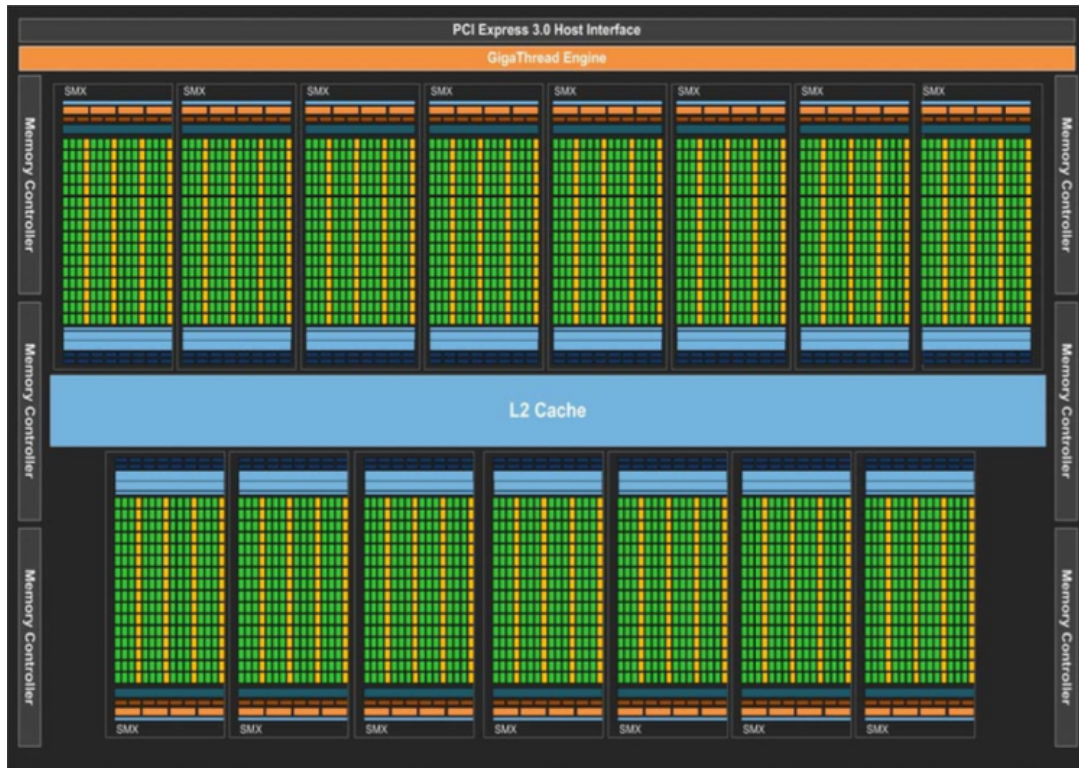 PCI Express 3.0 Host Interface
GigaThread Engine
SMX SMX SMX SMX SMX SMX SMX SMX
Memory Controller
Memory Controller
Memory Controller
Memory Controller
L2 Cache
Memory Controller
Memory Controller
SMX SMX SMX SMX SMX SMX SMX